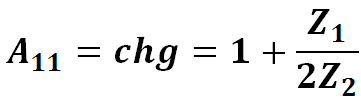 A₁₁ = chg = 1 + Z₁ / 2Z₂